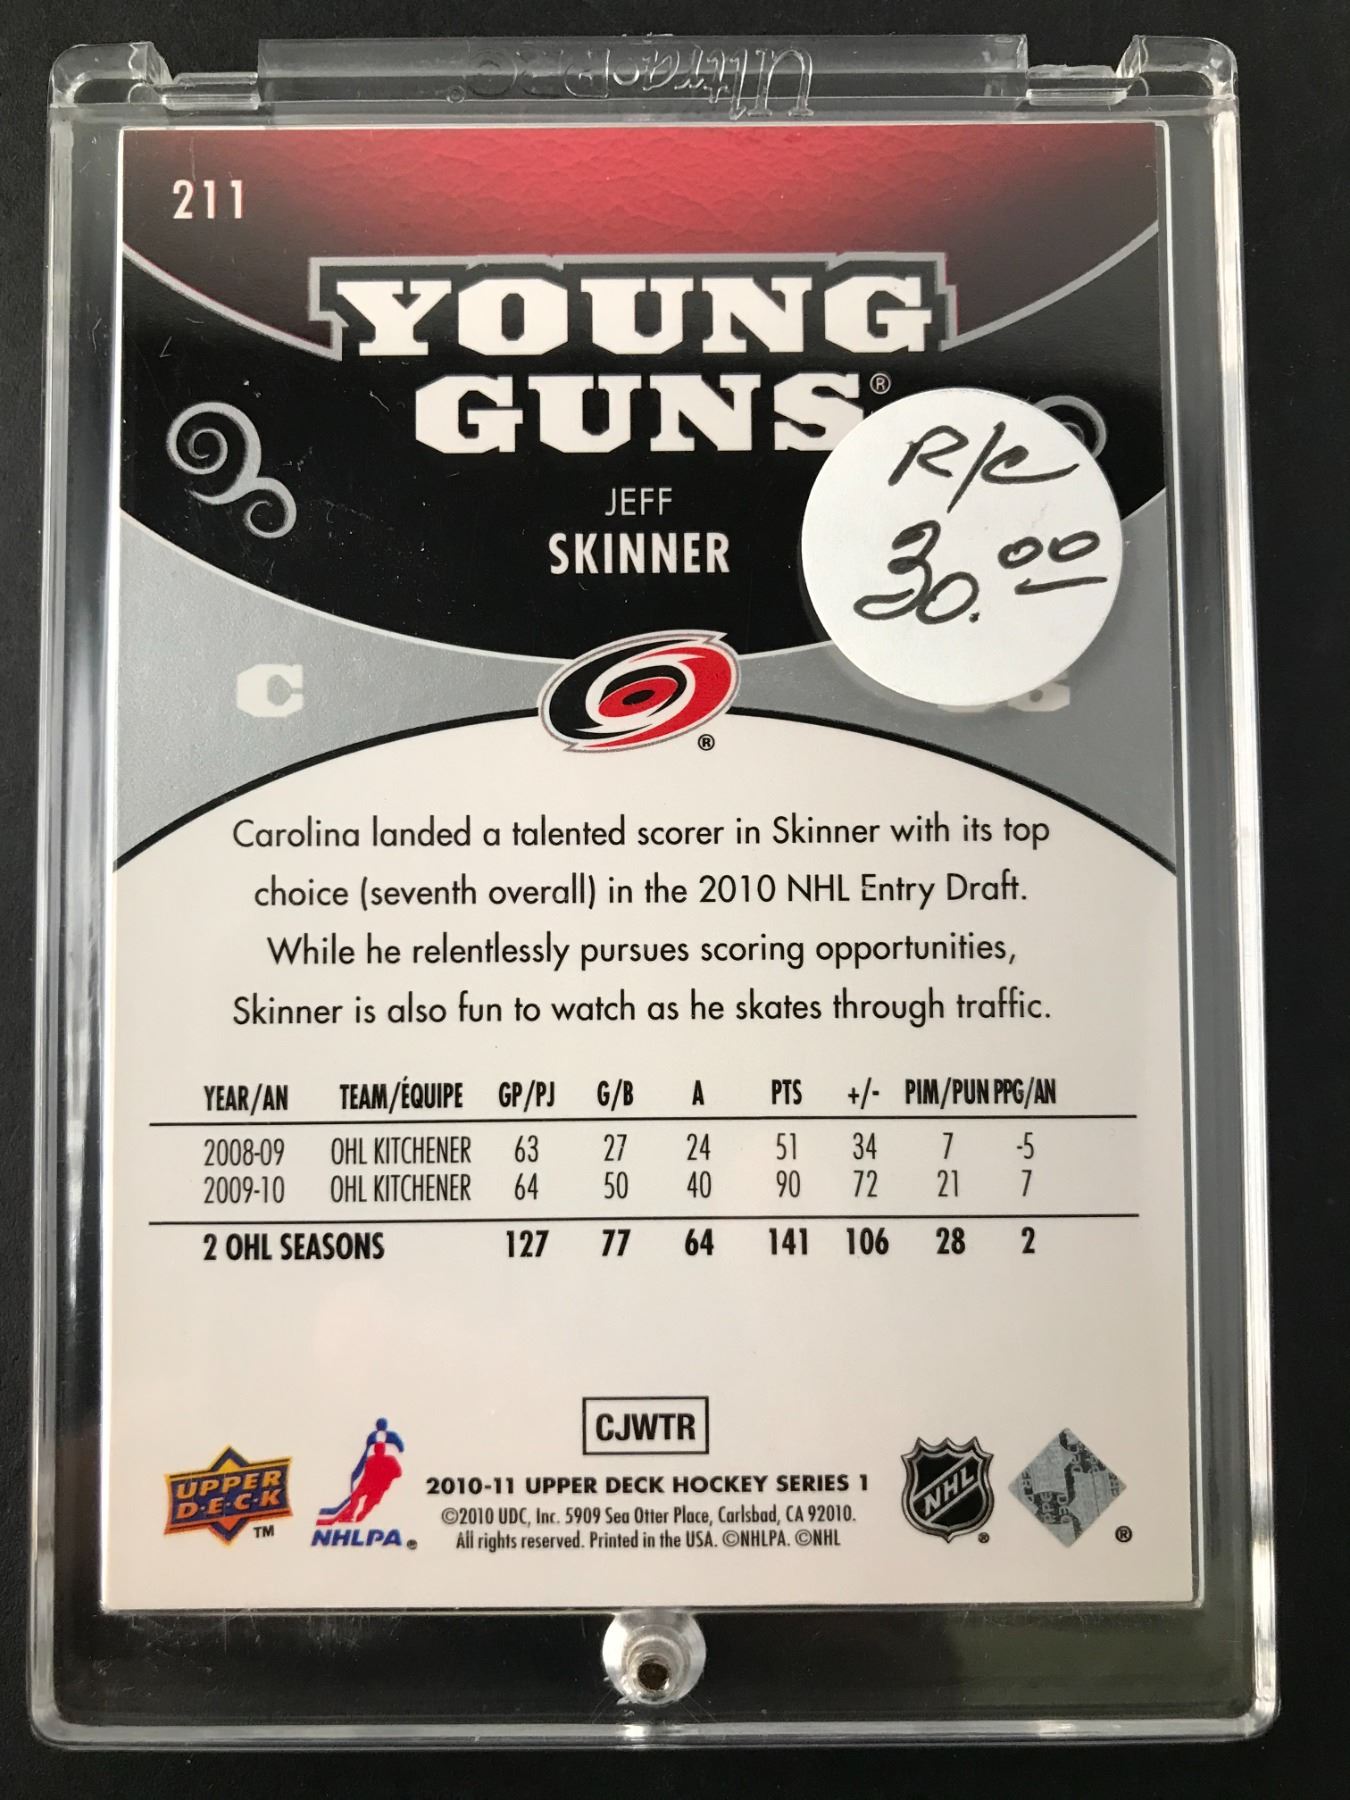 Ultra·PRO®
211
YOUNG
GUNS®
R/C
30.00
JEFF
SKINNER
C
®
Carolina landed a talented scorer in Skinner with its top
choice (seventh overall) in the 2010 NHL Entry Draft.
While he relentlessly pursues scoring opportunities,
Skinner is also fun to watch as he skates through traffic.
YEAR/AN TEAM/ÉQUIPE GP/PJ G/B A PTS +/- PIM/PUN PPG/AN
2008-09 OHL KITCHENER 63 27 24 51 34 7 -5
2009-10 OHL KITCHENER 64 50 40 90 72 21 7
2 OHL SEASONS 127 77 64 141 106 28 2
CJWTR
UPPER
D·E·C·K
TM
NHLPA®
2010-11 UPPER DECK HOCKEY SERIES 1
©2010 UDC, Inc. 5909 Sea Otter Place, Carlsbad, CA 92010.
All rights reserved. Printed in the USA. ©NHLPA. ©NHL
NHL
®
®